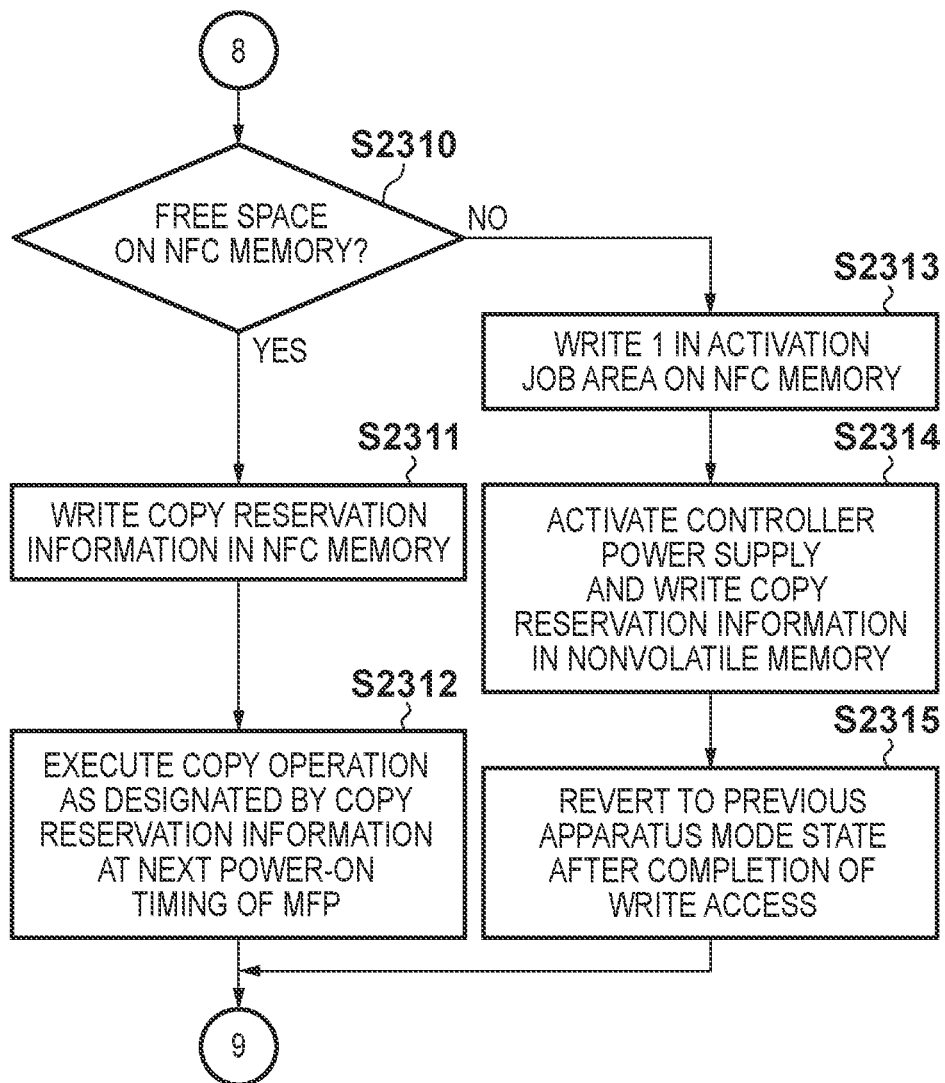 8
S2310
FREE SPACE
ON NFC MEMORY?
NO
YES
S2313
WRITE 1 IN ACTIVATION
JOB AREA ON NFC MEMORY
S2311
WRITE COPY RESERVATION
INFORMATION IN NFC MEMORY
S2314
ACTIVATE CONTROLLER
POWER SUPPLY
AND WRITE COPY
RESERVATION INFORMATION
IN NONVOLATILE MEMORY
S2312
EXECUTE COPY OPERATION
AS DESIGNATED BY COPY
RESERVATION INFORMATION
AT NEXT POWER-ON
TIMING OF MFP
S2315
REVERT TO PREVIOUS
APPARATUS MODE STATE
AFTER COMPLETION OF
WRITE ACCESS
9